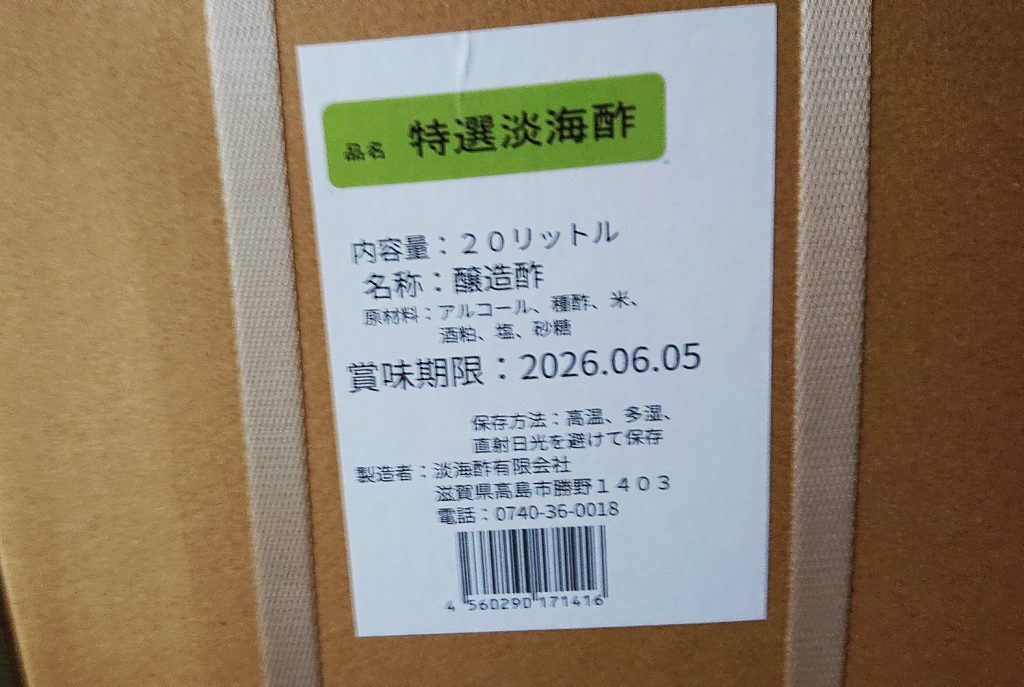 品名 特選淡海酢
内容量：２０リットル
名称：醸造酢
原材料：アルコール、種酢、米、
酒粕、塩、砂糖
賞味期限：2026.06.05
保存方法：高温、多湿、
直射日光を避けて保存
製造者：淡海酢有限会社
滋賀県高島市勝野１４０３
電話：0740-36-0018
4 560290 171416